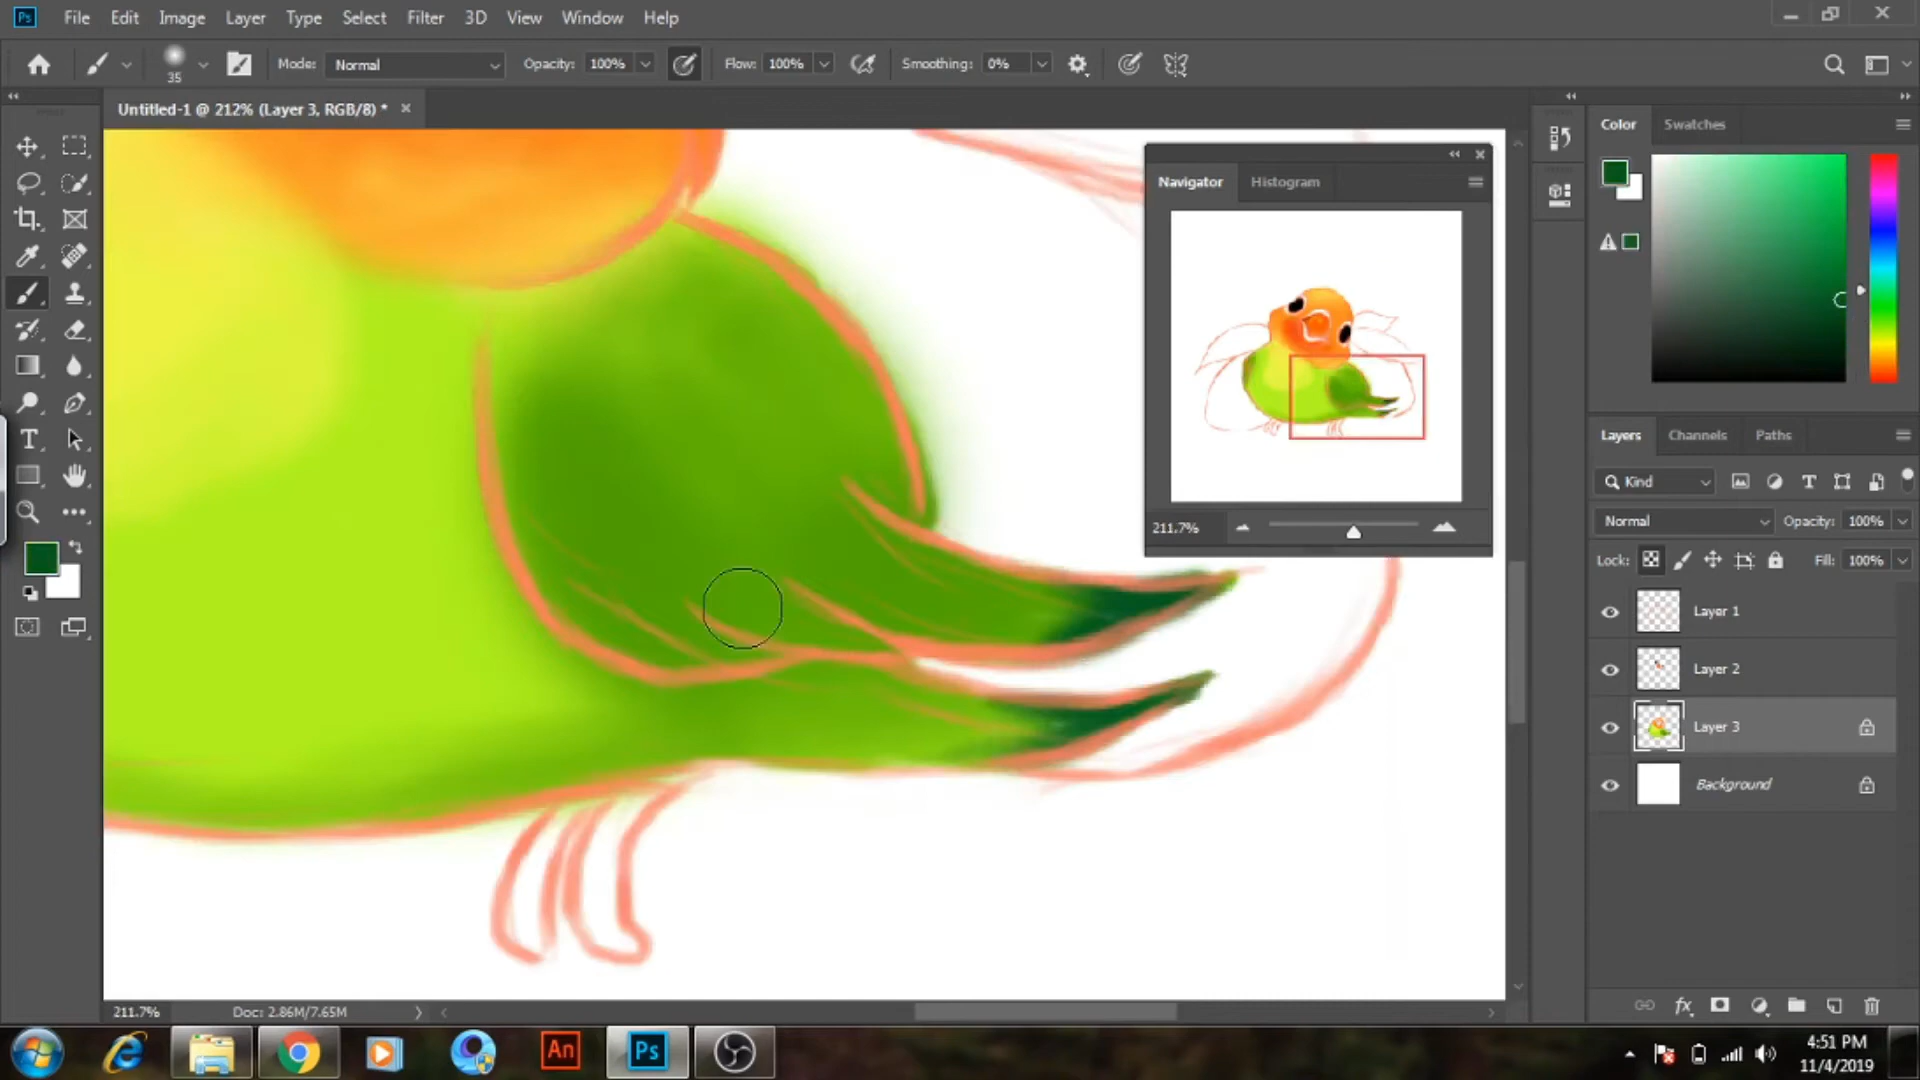 Ps File Edit Image Layer Type Select Filter 3D View Window Help
35 Mode: Normal Opacity: 100% Flow: 100% Smoothing: 0%
Untitled-1 @ 212% (Layer 3, RGB/8) *
Color Swatches
Navigator Histogram
211.7%
Layers Channels Paths
Kind
Normal Opacity: 100%
Lock: Fill: 100%
Layer 1
Layer 2
Layer 3
Background
T
fx
211.7% Doc: 2.86M/7.65M
An Ps
4:51 PM
11/4/2019